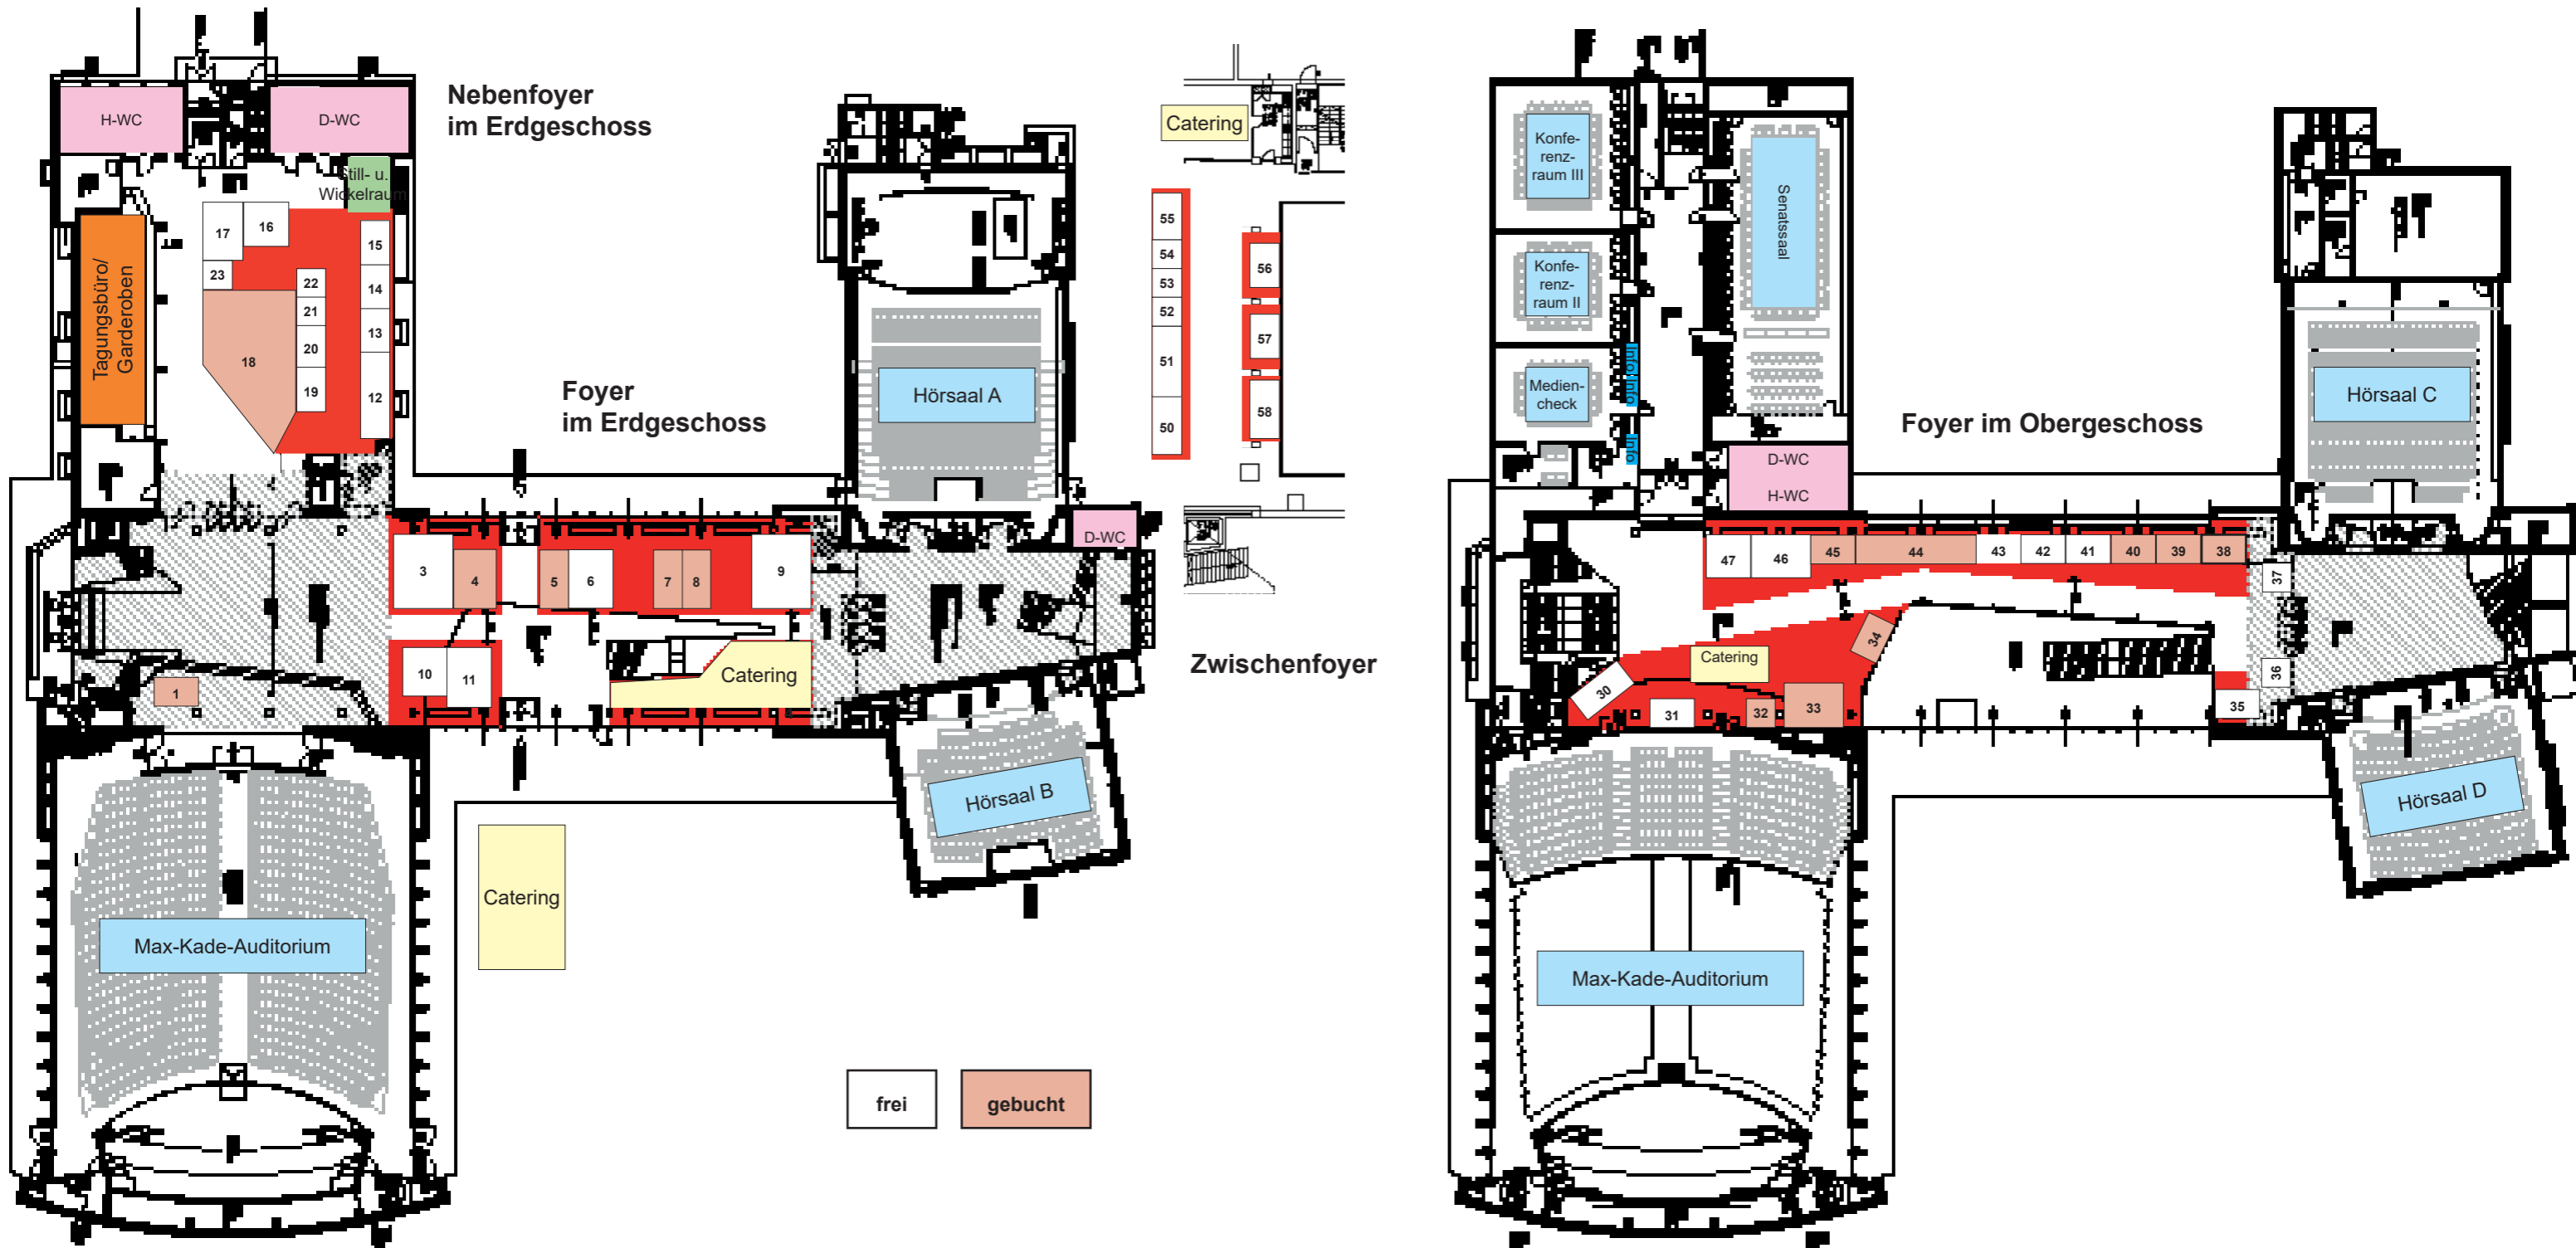 Nebenfoyer
im Erdgeschoss
H-WC
D-WC
Still- u.
Wickelraum
Tagungsbüro/
Garderoben
17
16
15
23
22
14
21
13
18
20
19
12
Foyer
im Erdgeschoss
Hörsaal A
D-WC
3
4
5
6
7
8
9
10
11
1
Catering
Hörsaal B
Max-Kade-Auditorium
Catering
frei
gebucht
Catering
55
54
53
52
51
50
56
57
58
Zwischenfoyer
Konfe-
renz-
raum III
Konfe-
renz-
raum II
Medien-
check
Info
Info
Info
Senatssaal
D-WC
H-WC
Foyer im Obergeschoss
Hörsaal C
47
46
45
44
43
42
41
40
39
38
37
36
35
34
Catering
30
31
32
33
Hörsaal D
Max-Kade-Auditorium